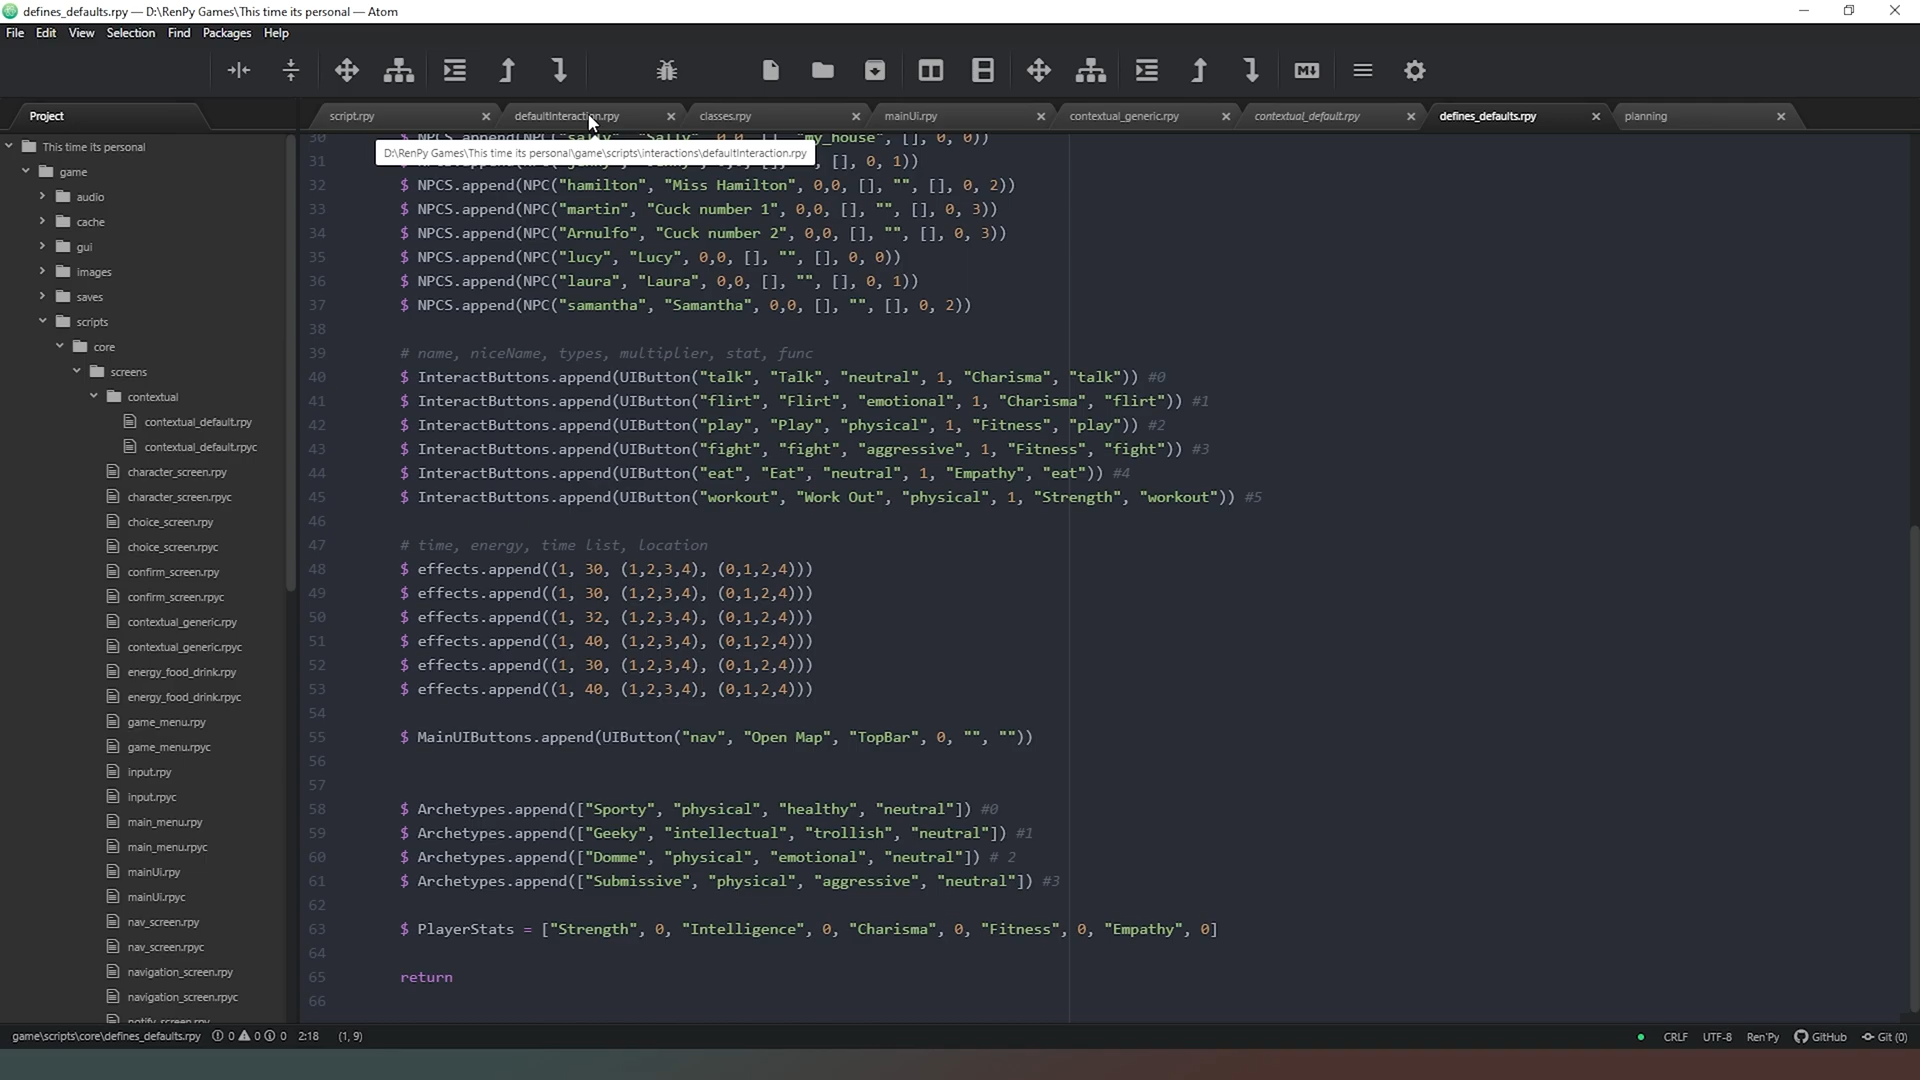 defines_defaults.rpy — D:\RenPy Games\This time its personal — Atom
File Edit View Selection Find Packages Help
Project
script.rpy
defaultInteraction.rpy
classes.rpy
mainUi.rpy
contextual_generic.rpy
contextual_default.rpy
defines_defaults.rpy
planning
This time its personal
game
audio
cache
gui
images
saves
scripts
core
screens
contextual
contextual_default.rpy
contextual_default.rpyc
character_screen.rpy
character_screen.rpyc
choice_screen.rpy
choice_screen.rpyc
confirm_screen.rpy
confirm_screen.rpyc
contextual_generic.rpy
contextual_generic.rpyc
energy_food_drink.rpy
energy_food_drink.rpyc
game_menu.rpy
game_menu.rpyc
input.rpy
input.rpyc
main_menu.rpy
main_menu.rpyc
mainUi.rpy
mainUi.rpyc
nav_screen.rpy
nav_screen.rpyc
navigation_screen.rpy
navigation_screen.rpyc
notify_screen.rpy
30 $ NPCS.append(NPC("sally", "Sally", 0,0, [], "my_house", [], 0, 0))
D:\RenPy Games\This time its personal\game\scripts\interactions\defaultInteraction.rpy
31 [], 0, 1))
32 $ NPCS.append(NPC("hamilton", "Miss Hamilton", 0,0, [], "", [], 0, 2))
33 $ NPCS.append(NPC("martin", "Cuck number 1", 0,0, [], "", [], 0, 3))
34 $ NPCS.append(NPC("Arnulfo", "Cuck number 2", 0,0, [], "", [], 0, 3))
35 $ NPCS.append(NPC("lucy", "Lucy", 0,0, [], "", [], 0, 0))
36 $ NPCS.append(NPC("laura", "Laura", 0,0, [], "", [], 0, 1))
37 $ NPCS.append(NPC("samantha", "Samantha", 0,0, [], "", [], 0, 2))
38
39 # name, niceName, types, multiplier, stat, func
40 $ InteractButtons.append(UIButton("talk", "Talk", "neutral", 1, "Charisma", "talk")) #0
41 $ InteractButtons.append(UIButton("flirt", "Flirt", "emotional", 1, "Charisma", "flirt")) #1
42 $ InteractButtons.append(UIButton("play", "Play", "physical", 1, "Fitness", "play")) #2
43 $ InteractButtons.append(UIButton("fight", "fight", "aggressive", 1, "Fitness", "fight")) #3
44 $ InteractButtons.append(UIButton("eat", "Eat", "neutral", 1, "Empathy", "eat")) #4
45 $ InteractButtons.append(UIButton("workout", "Work Out", "physical", 1, "Strength", "workout")) #5
46
47 # time, energy, time list, location
48 $ effects.append((1, 30, (1,2,3,4), (0,1,2,4)))
49 $ effects.append((1, 30, (1,2,3,4), (0,1,2,4)))
50 $ effects.append((1, 32, (1,2,3,4), (0,1,2,4)))
51 $ effects.append((1, 40, (1,2,3,4), (0,1,2,4)))
52 $ effects.append((1, 30, (1,2,3,4), (0,1,2,4)))
53 $ effects.append((1, 40, (1,2,3,4), (0,1,2,4)))
54
55 $ MainUIButtons.append(UIButton("nav", "Open Map", "TopBar", 0, "", ""))
56
57
58 $ Archetypes.append(["Sporty", "physical", "healthy", "neutral"]) #0
59 $ Archetypes.append(["Geeky", "intellectual", "trollish", "neutral"]) #1
60 $ Archetypes.append(["Domme", "physical", "emotional", "neutral"]) # 2
61 $ Archetypes.append(["Submissive", "physical", "aggressive", "neutral"]) #3
62
63 $ PlayerStats = ["Strength", 0, "Intelligence", 0, "Charisma", 0, "Fitness", 0, "Empathy", 0]
64
65 return
66
game\scripts\core\defines_defaults.rpy 0 0 0 2:18 (1, 9) CRLF UTF-8 Ren'Py GitHub Git (0)